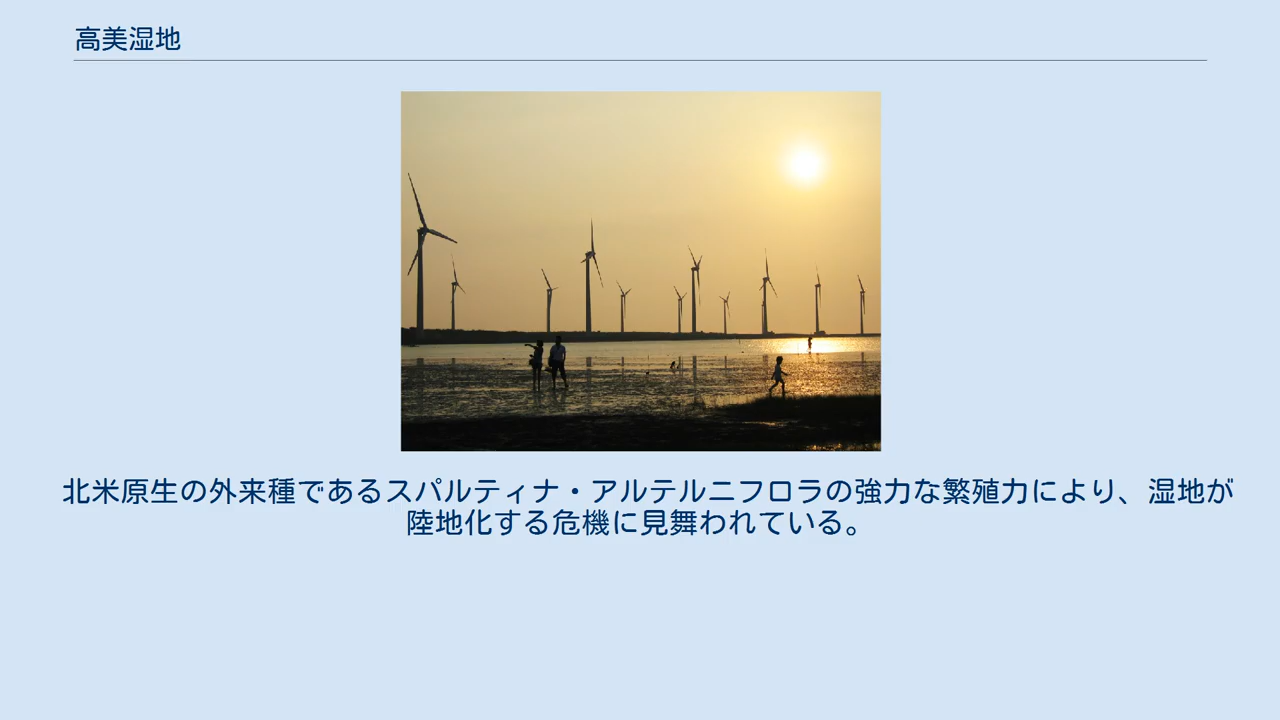 高美湿地
北米原生の外来種であるスパルティナ・アルテルニフロラの強力な繁殖力により、湿地が
陸地化する危機に見舞われている。